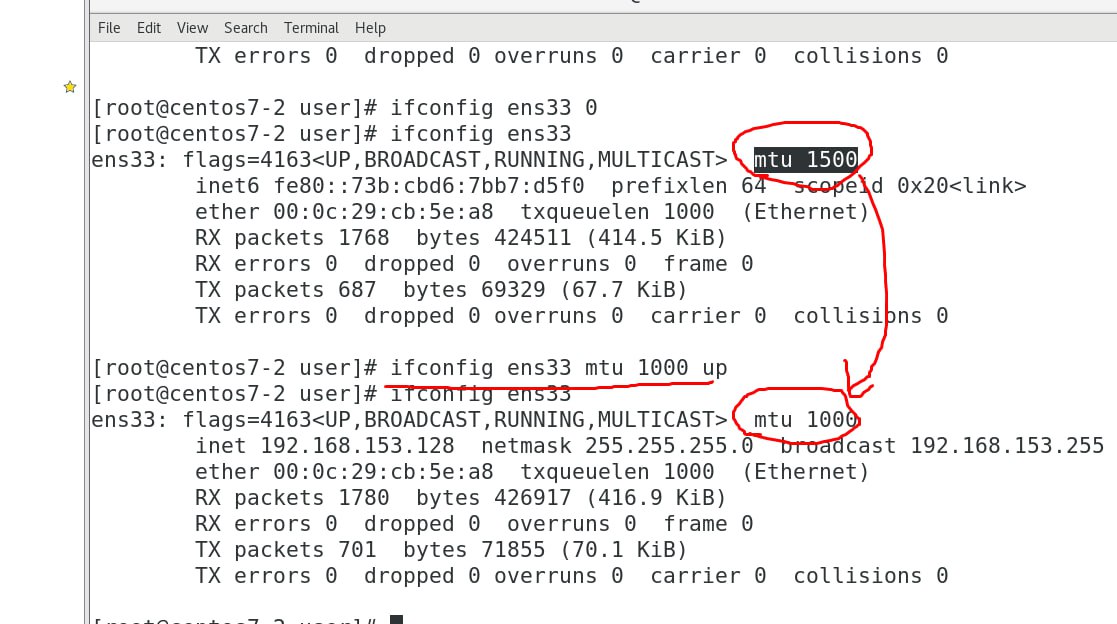 File Edit View Search Terminal Help
TX errors 0  dropped 0 overruns 0  carrier 0  collisions 0
[root@centos7-2 user]# ifconfig ens33 0
[root@centos7-2 user]# ifconfig ens33
ens33: flags=4163<UP,BROADCAST,RUNNING,MULTICAST>  mtu 1500
inet6 fe80::73b:cbd6:7bb7:d5f0  prefixlen 64  scopeid 0x20<link>
ether 00:0c:29:cb:5e:a8  txqueuelen 1000  (Ethernet)
RX packets 1768  bytes 424511 (414.5 KiB)
RX errors 0  dropped 0  overruns 0  frame 0
TX packets 687  bytes 69329 (67.7 KiB)
TX errors 0  dropped 0 overruns 0  carrier 0  collisions 0
[root@centos7-2 user]# ifconfig ens33 mtu 1000 up
[root@centos7-2 user]# ifconfig ens33
ens33: flags=4163<UP,BROADCAST,RUNNING,MULTICAST>  mtu 1000
inet 192.168.153.128  netmask 255.255.255.0  broadcast 192.168.153.255
ether 00:0c:29:cb:5e:a8  txqueuelen 1000  (Ethernet)
RX packets 1780  bytes 426917 (416.9 KiB)
RX errors 0  dropped 0  overruns 0  frame 0
TX packets 701  bytes 71855 (70.1 KiB)
TX errors 0  dropped 0 overruns 0  carrier 0  collisions 0
[root@centos7-2 user]#